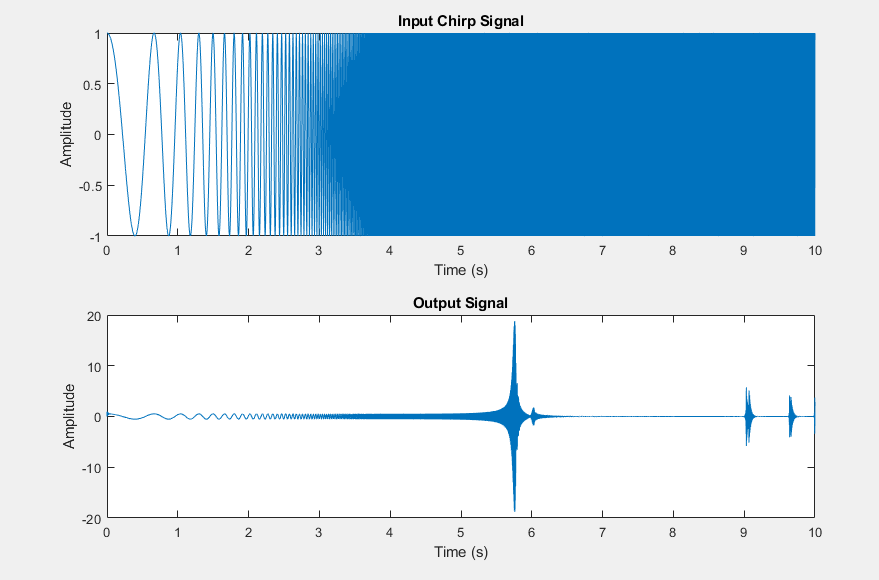 Input Chirp Signal
1
0.5
0
-0.5
-1
Amplitude
0 1 2 3 4 5 6 7 8 9 10
Time (s)
Output Signal
20
10
0
-10
-20
Amplitude
0 1 2 3 4 5 6 7 8 9 10
Time (s)